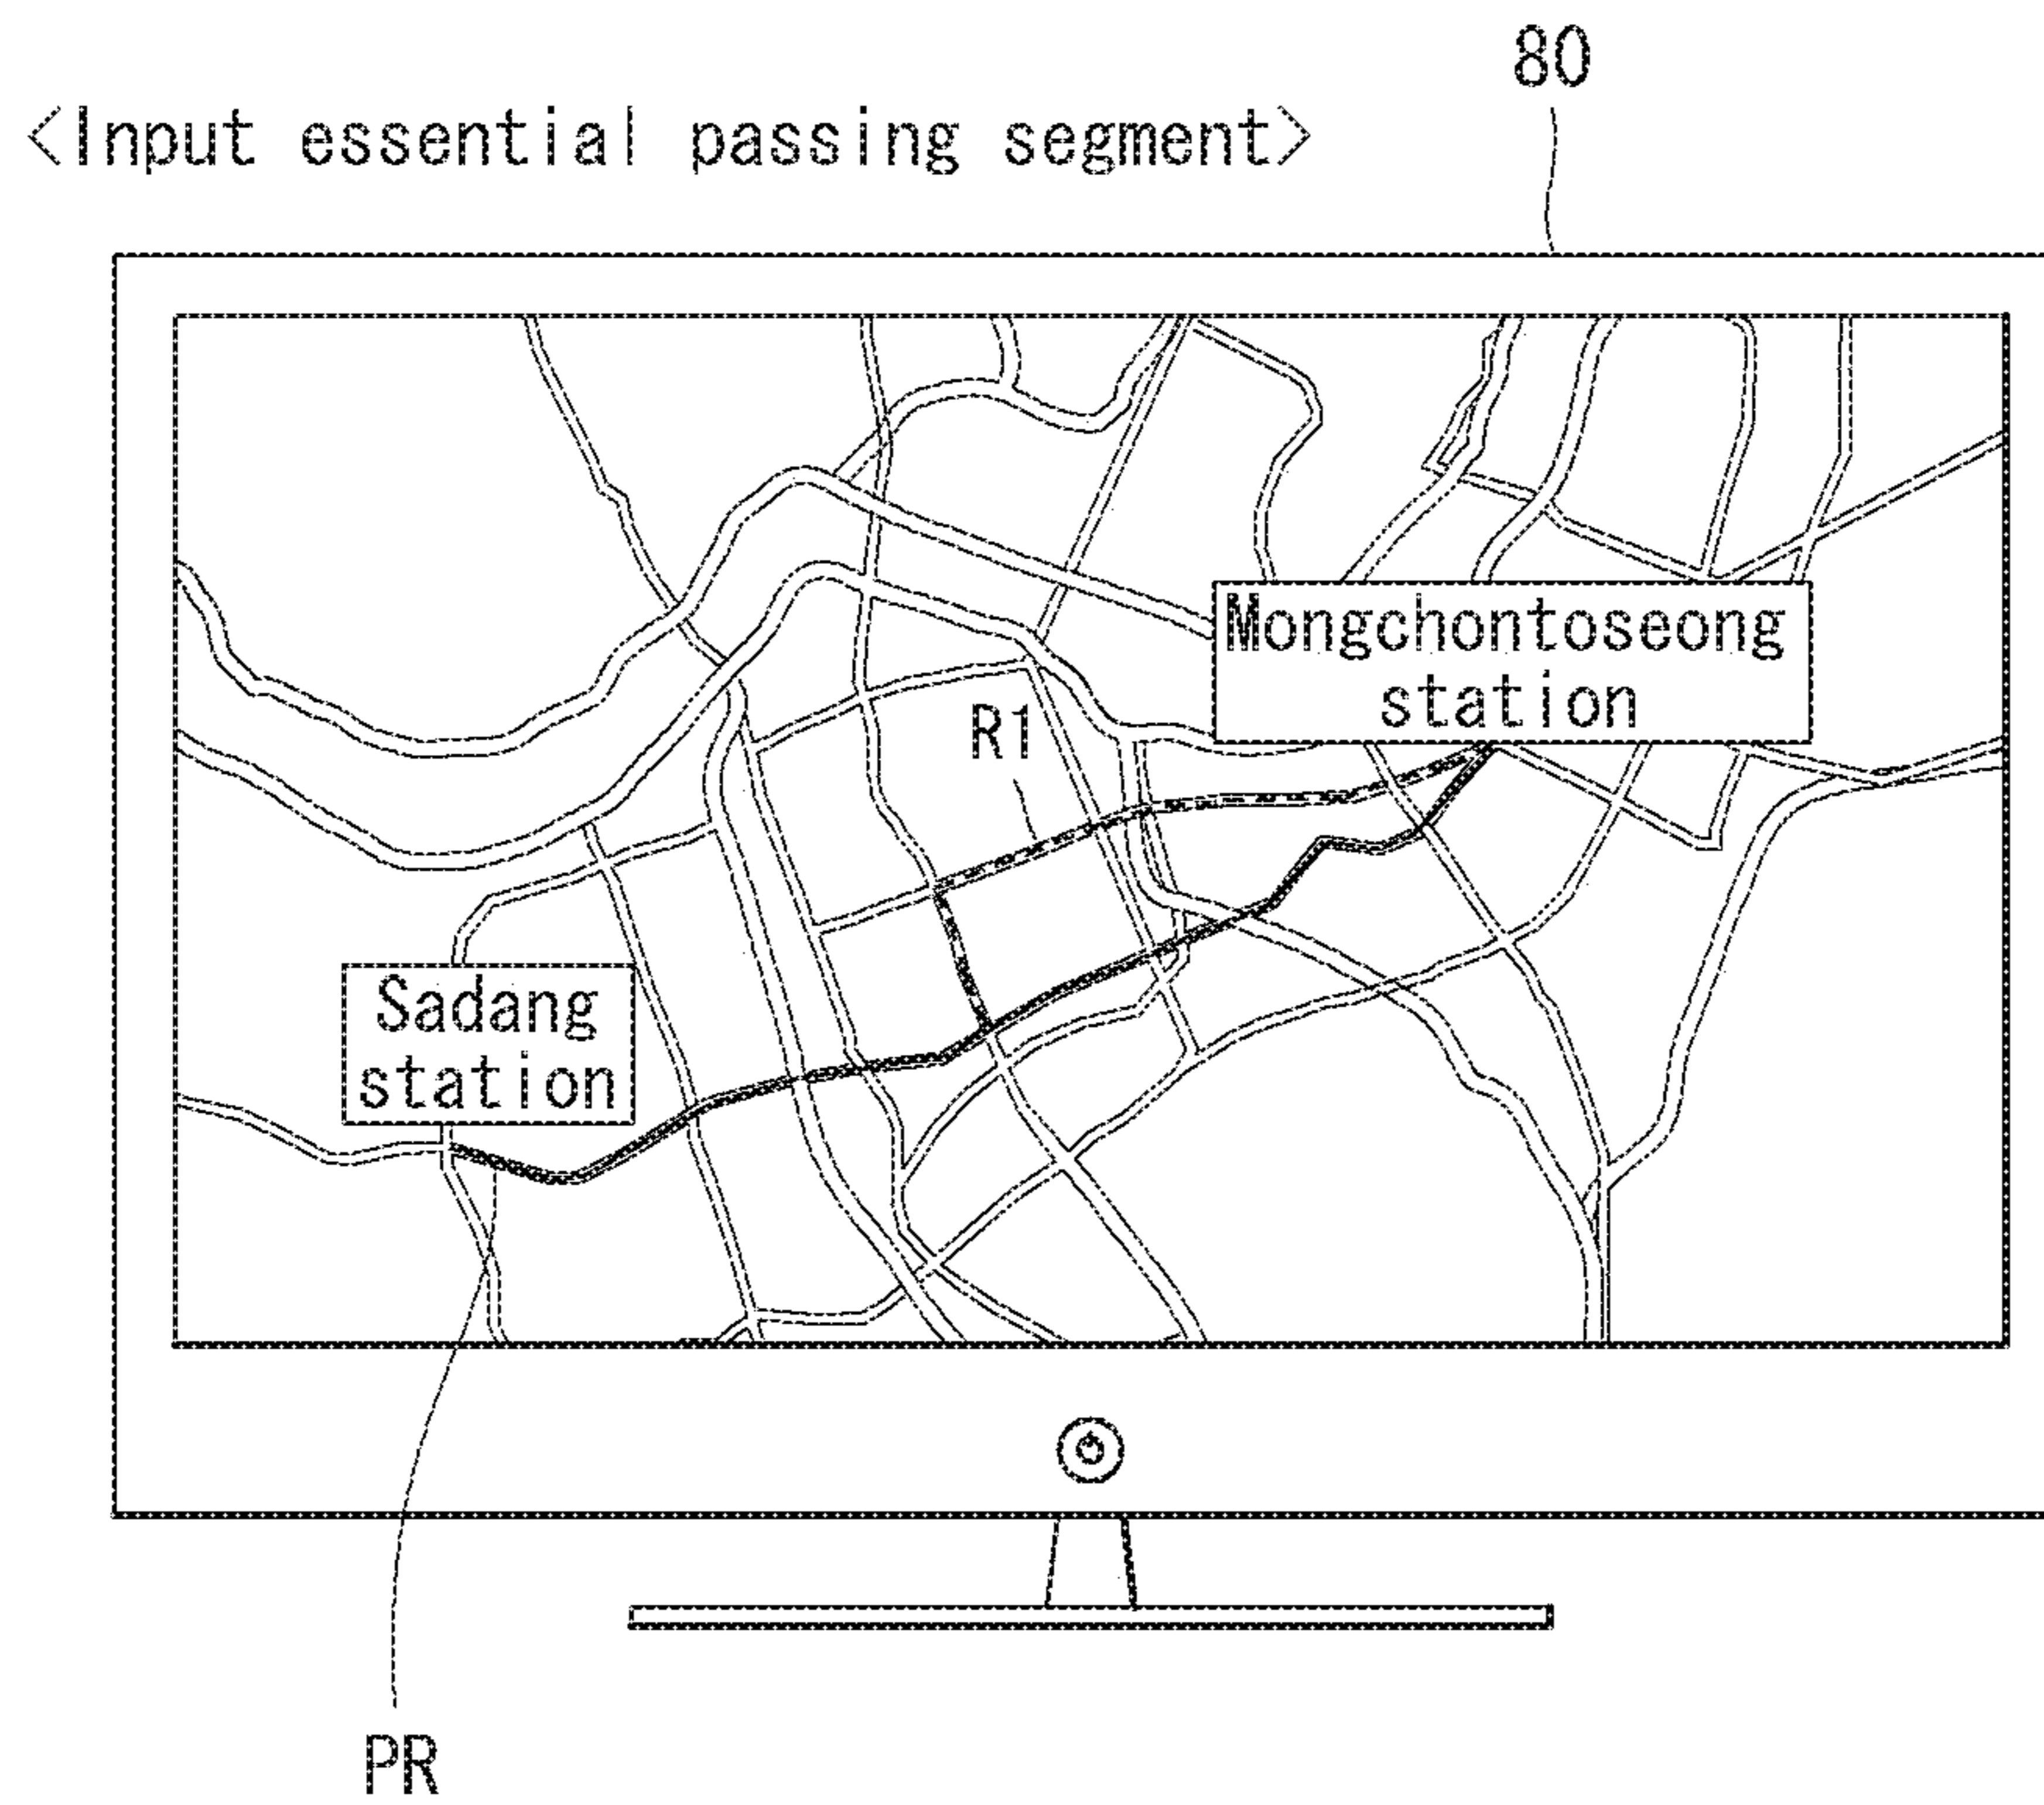 80
<Input essential passing segment>
Mongchontoseong
station
R1
Sadang
station
PR